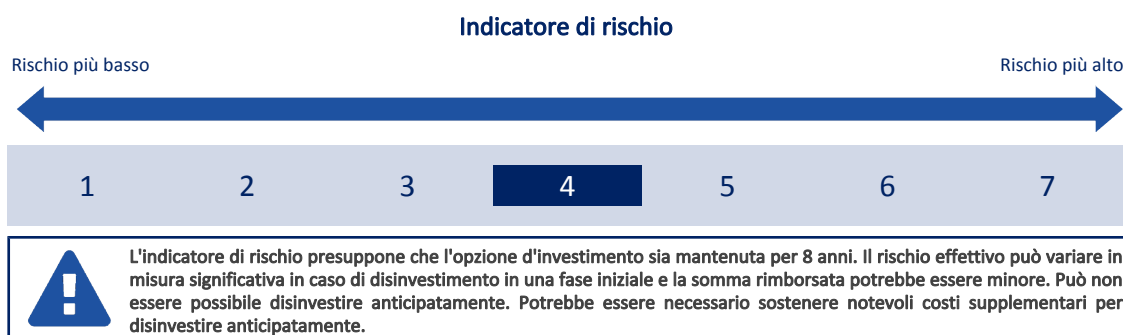 Indicatore di rischio
Rischio più basso
Rischio più alto
1 2 3 4 5 6 7
L'indicatore di rischio presuppone che l'opzione d'investimento sia mantenuta per 8 anni. Il rischio effettivo può variare in
misura significativa in caso di disinvestimento in una fase iniziale e la somma rimborsata potrebbe essere minore. Può non
essere possibile disinvestire anticipatamente. Potrebbe essere necessario sostenere notevoli costi supplementari per
disinvestire anticipatamente.